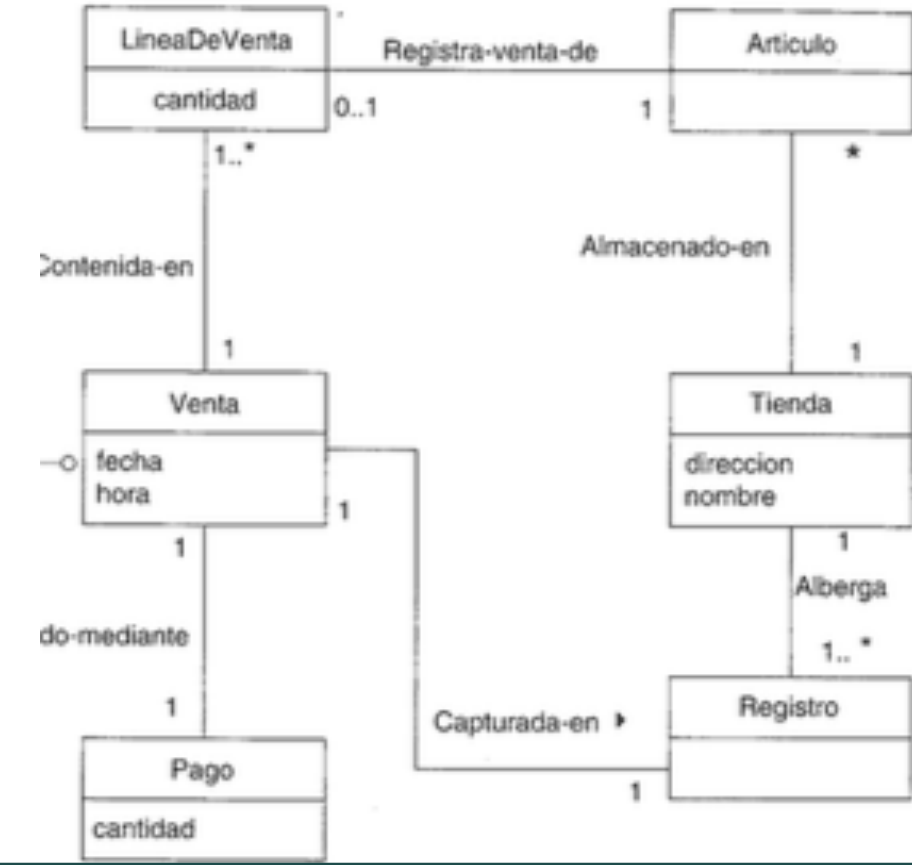 LineaDeVenta
Registra-venta-de
Articulo
cantidad
0..1
1
1..*
*
Contenida-en
Almacenado-en
1
1
Venta
Tienda
fecha
hora
direccion
nombre
1
1
1
Alberga
do-mediante
1..*
1
Registro
Capturada-en
Pago
1
cantidad